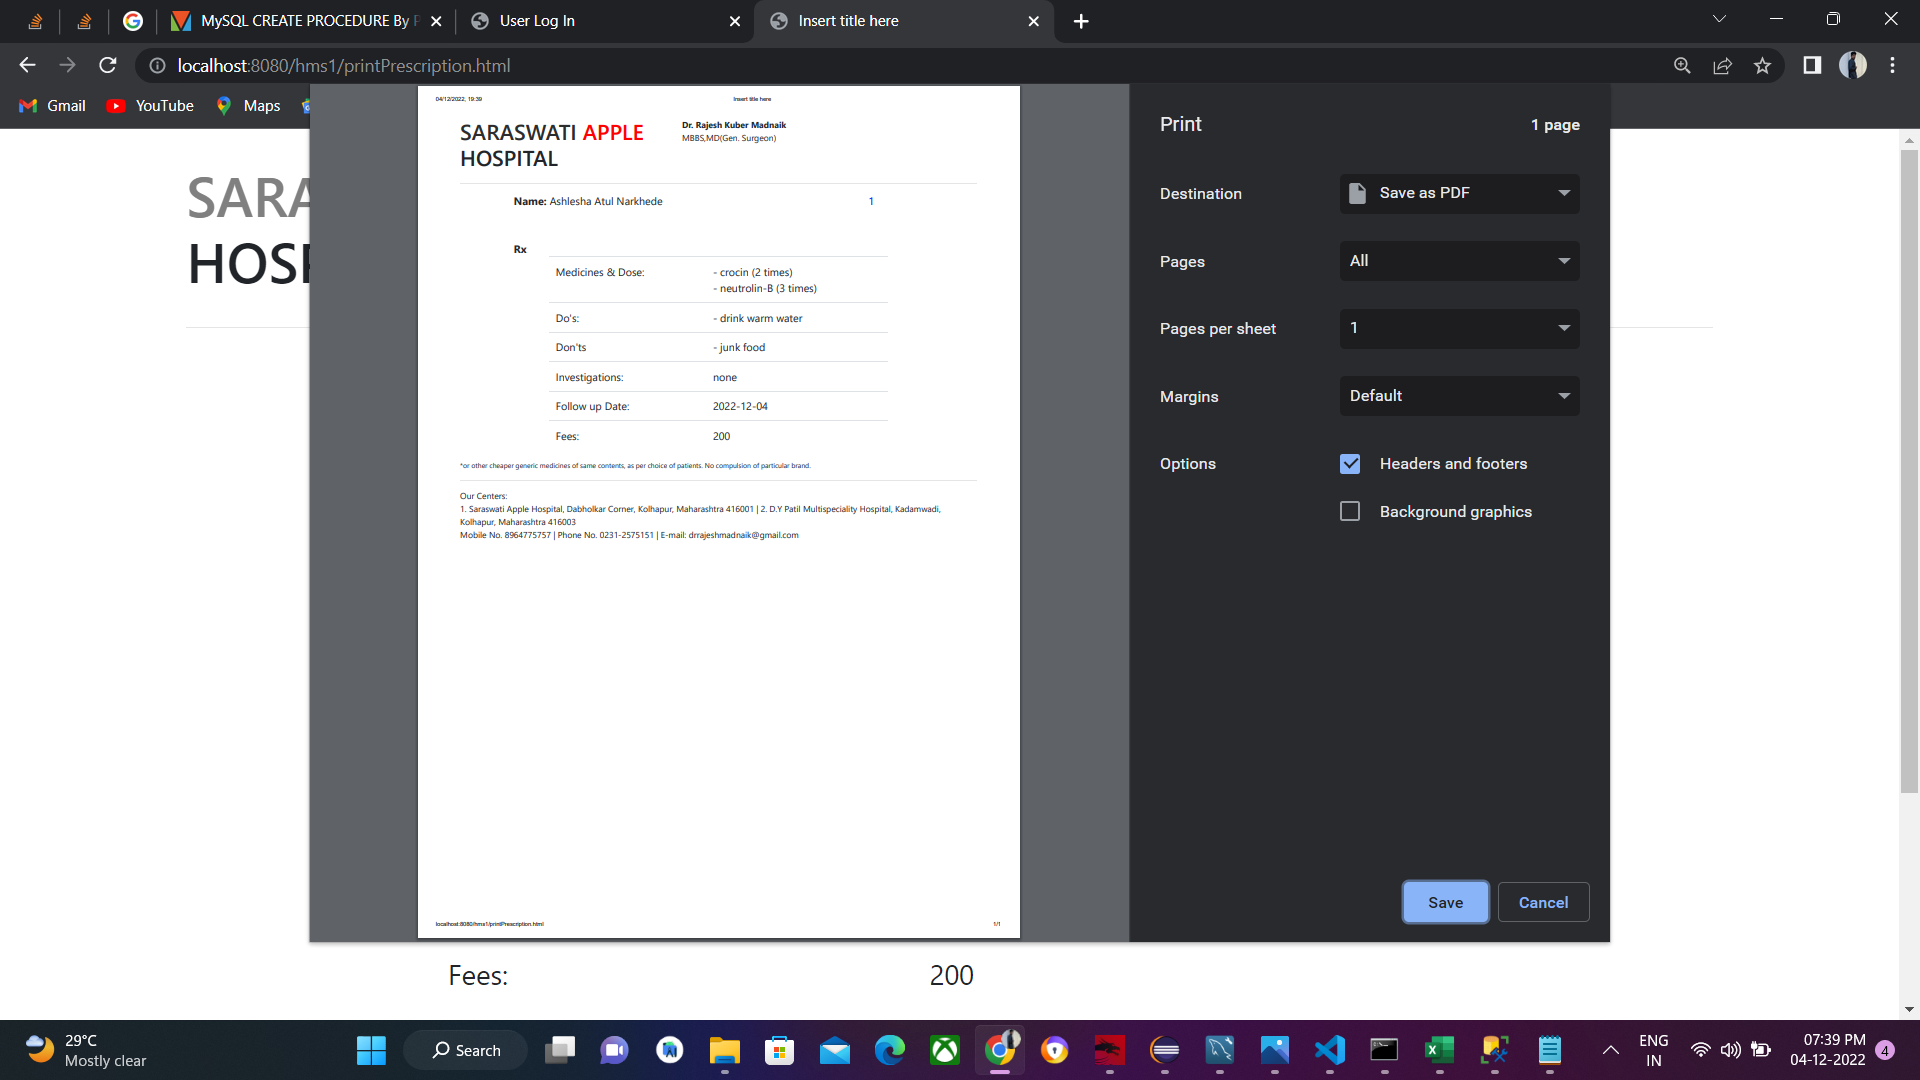 MySQL CREATE PROCEDURE By P
User Log In
Insert title here
localhost:8080/hms1/printPrescription.html
Gmail
YouTube
Maps
SARA
HOSP
04/12/2022, 19:39
Insert title here
SARASWATI APPLE
HOSPITAL
Dr. Rajesh Kuber Madnaik
MBBS,MD(Gen. Surgeon)
Name: Ashlesha Atul Narkhede
1
Rx
Medicines & Dose:
- crocin (2 times)
- neutrolin-B (3 times)
Do's:
- drink warm water
Don'ts
- junk food
Investigations:
none
Follow up Date:
2022-12-04
Fees:
200
*or other cheaper generic medicines of same contents, as per choice of patients. No compulsion of particular brand.
Our Centers:
1. Saraswati Apple Hospital, Dabholkar Corner, Kolhapur, Maharashtra 416001 | 2. D.Y Patil Multispeciality Hospital, Kadamwadi,
Kolhapur, Maharashtra 416003
Mobile No. 8964775757 | Phone No. 0231-2575151 | E-mail: drrajeshmadnaik@gmail.com
localhost:8080/hms1/printPrescription.html
1/1
Print
1 page
Destination
Save as PDF
Pages
All
Pages per sheet
1
Margins
Default
Options
Headers and footers
Background graphics
Save
Cancel
Fees:
200
29°C
Mostly clear
Search
ENG
IN
07:39 PM
04-12-2022
4